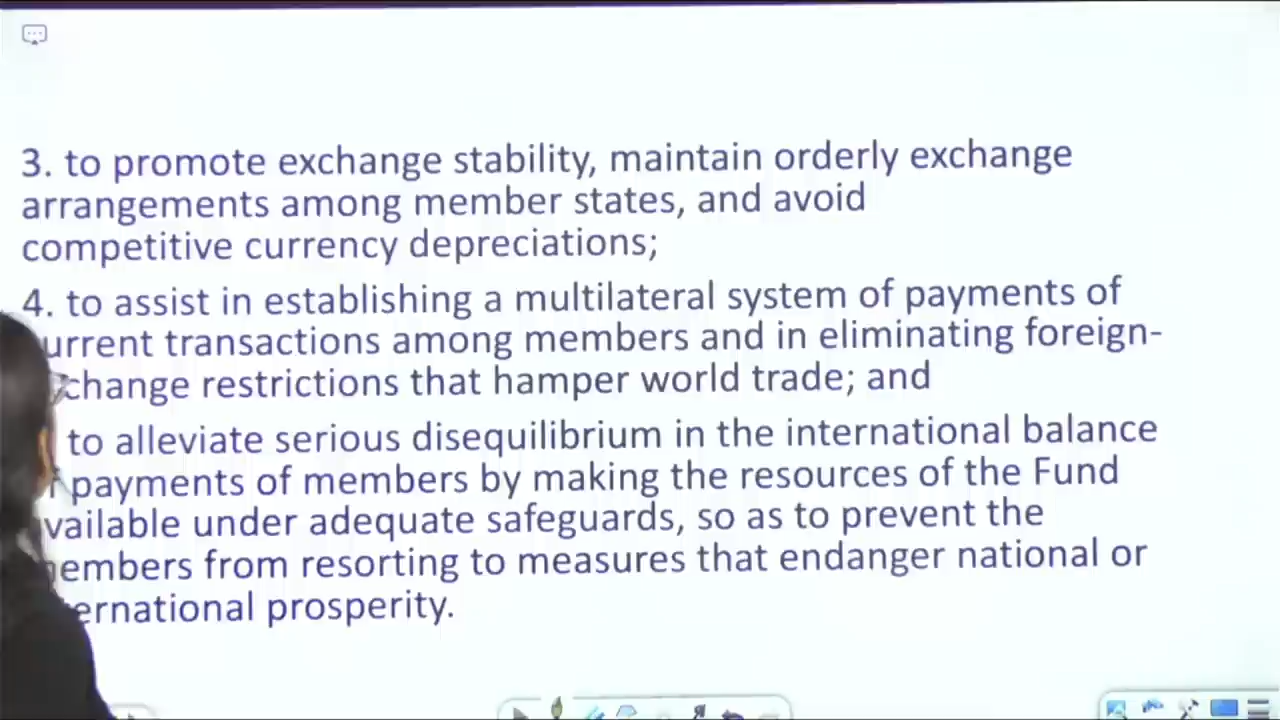 3. to promote exchange stability, maintain orderly exchange
arrangements among member states, and avoid
competitive currency depreciations;
4. to assist in establishing a multilateral system of payments of
urrent transactions among members and in eliminating foreign-
change restrictions that hamper world trade; and
to alleviate serious disequilibrium in the international balance
payments of members by making the resources of the Fund
vailable under adequate safeguards, so as to prevent the
embers from resorting to measures that endanger national or
ernational prosperity.